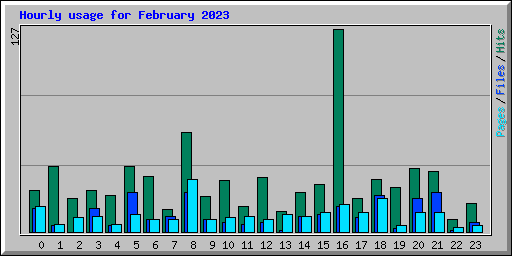 Hourly usage for February 2023
127
Pages/Files/Hits
0 1 2 3 4 5 6 7 8 9 10 11 12 13 14 15 16 17 18 19 20 21 22 23